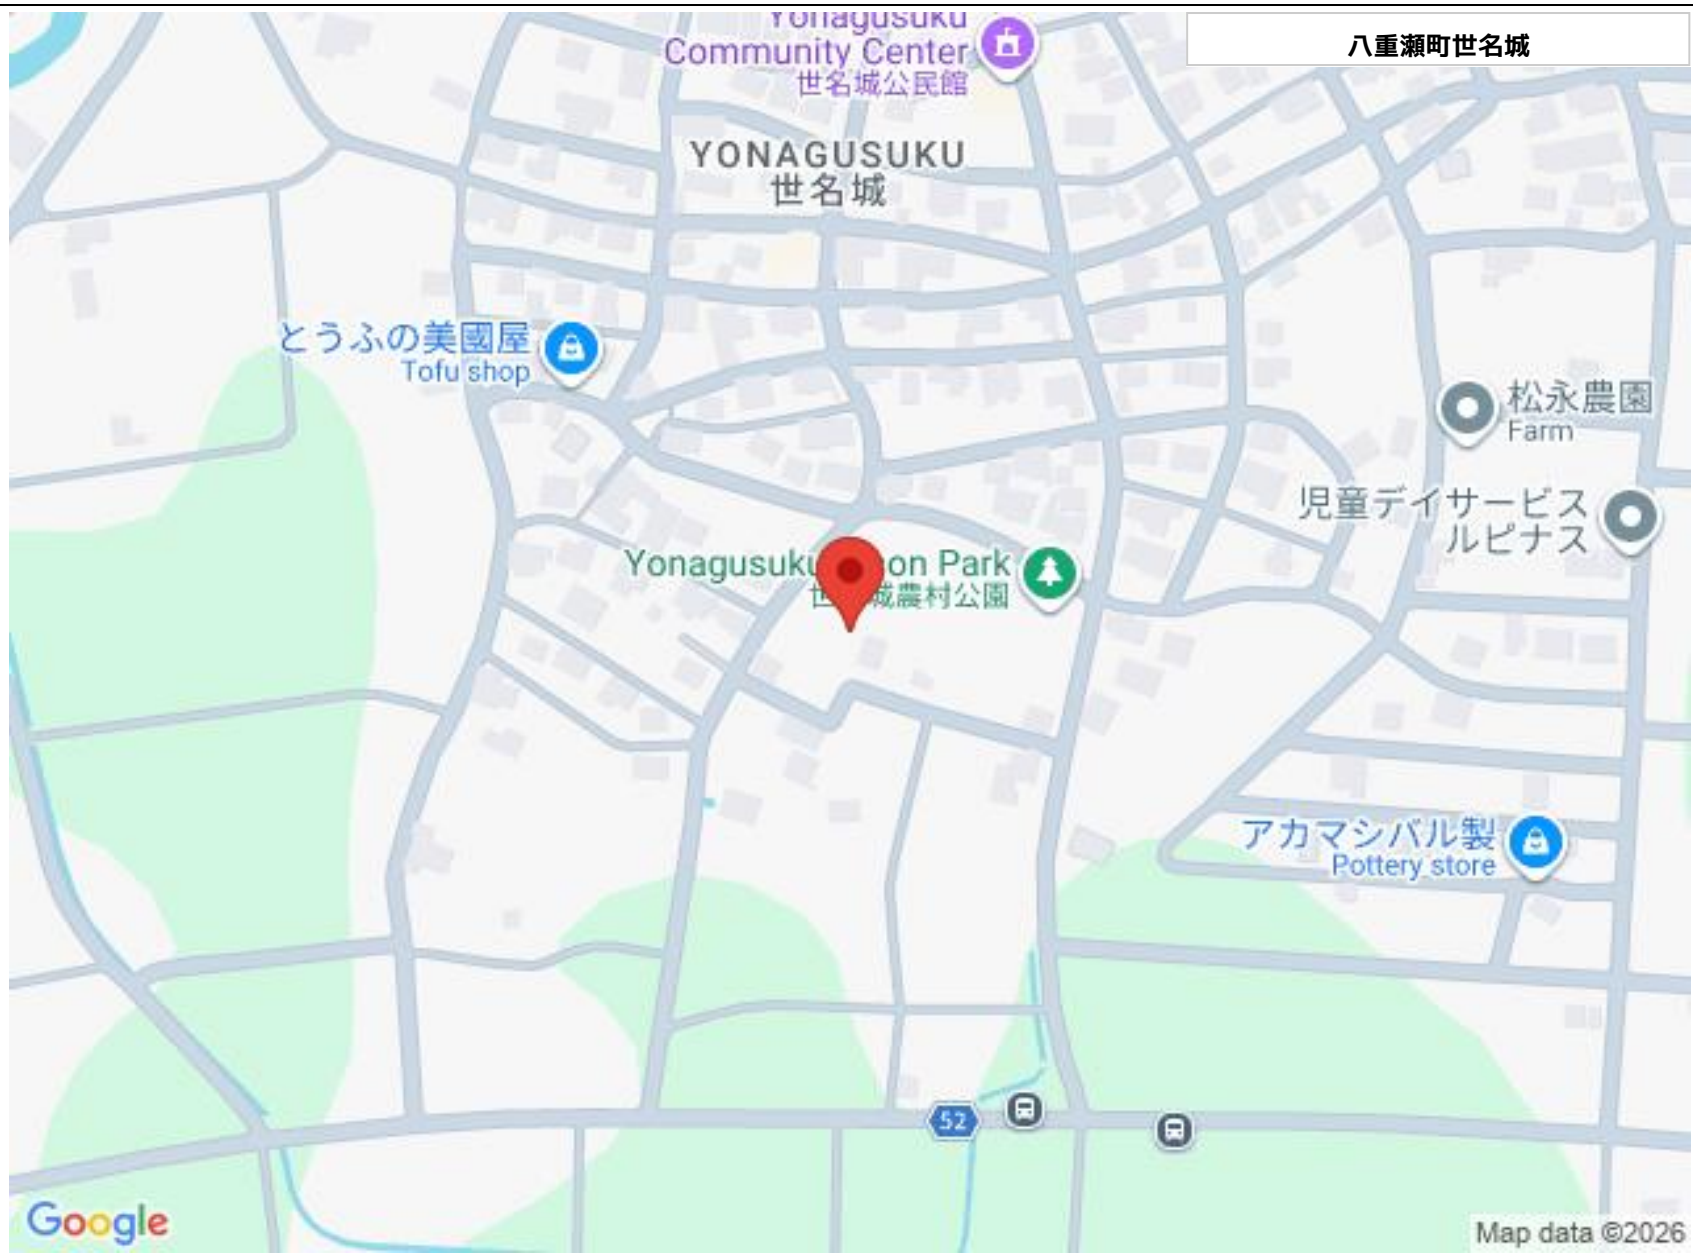 八重瀬町世名城
Yonagusuku
Community Center
世名城公民館
YONAGUSUKU
世名城
とうふの美國屋
Tofu shop
松永農園
Farm
児童デイサービス
ルピナス
Yonagusuku
on Park
城農村公園
アカマシバル製
Pottery store
52
Google
Map data ©2026